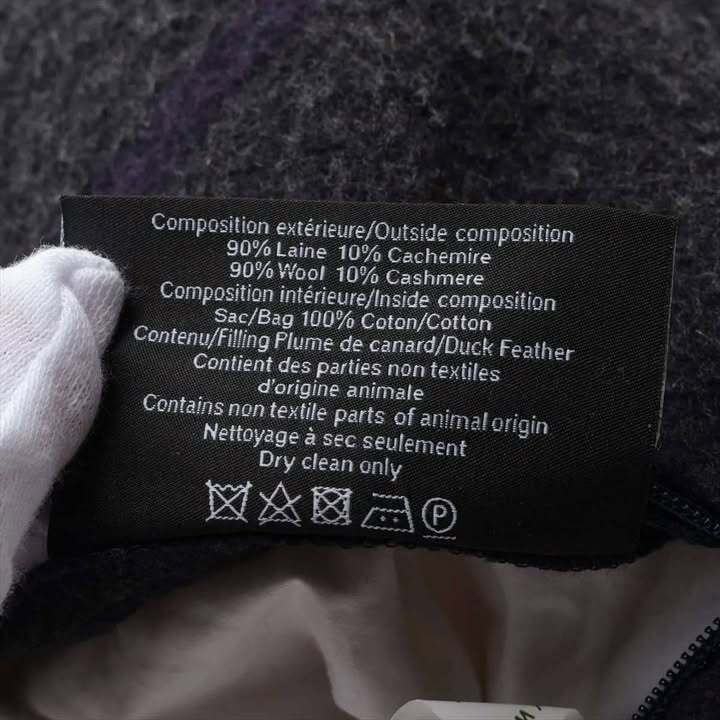 Composition extérieure/Outside composition
90% Laine 10% Cachemire
90% Wool 10% Cashmere
Composition intérieure/Inside composition
Sac/Bag 100% Coton/Cotton
Contenu/Filling Plume de canard/Duck Feather
Contient des parties non textiles
d'origine animale
Contains non textile parts of animal origin
Nettoyage à sec seulement
Dry clean only
P